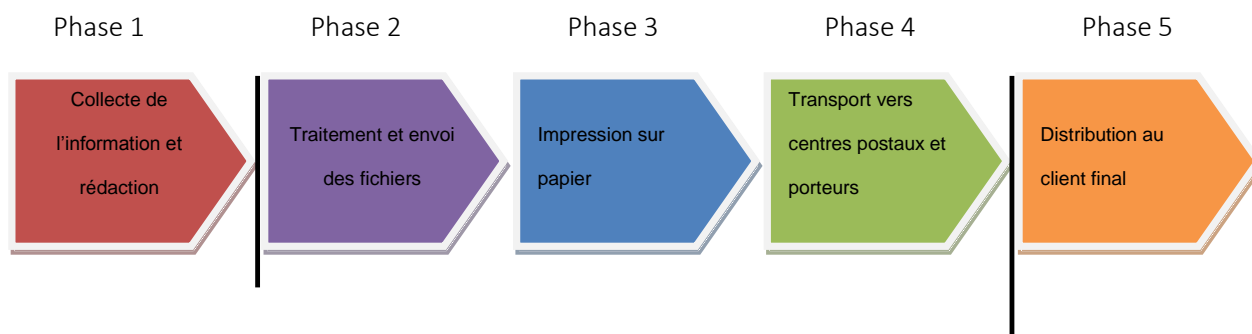 Phase 1
Phase 2
Phase 3
Phase 4
Phase 5
Collecte de
l'information et
rédaction
Traitement et envoi
des fichiers
Impression sur
papier
Transport vers
centres postaux et
porteurs
Distribution au
client final